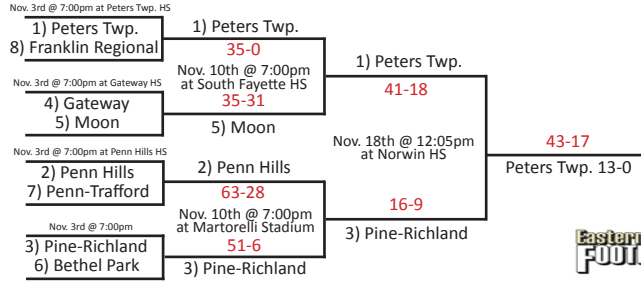 Nov. 3rd @ 7:00pm at Peters Twp. HS
1) Peters Twp.
8) Franklin Regional
Nov. 3rd @ 7:00pm at Gateway HS
4) Gateway
5) Moon
Nov. 3rd @ 7:00pm at Penn Hills HS
2) Penn Hills
7) Penn-Trafford
Nov. 3rd @ 7:00pm
3) Pine-Richland
6) Bethel Park
1) Peters Twp.
35-0
Nov. 10th @ 7:00pm
at South Fayette HS
35-31
5) Moon
2) Penn Hills
63-28
Nov. 10th @ 7:00pm
at Martorelli Stadium
51-6
3) Pine-Richland
1) Peters Twp.
41-18
Nov. 18th @ 12:05pm
at Norwin HS
16-9
3) Pine-Richland
43-17
Peters Twp. 13-0
Eastern